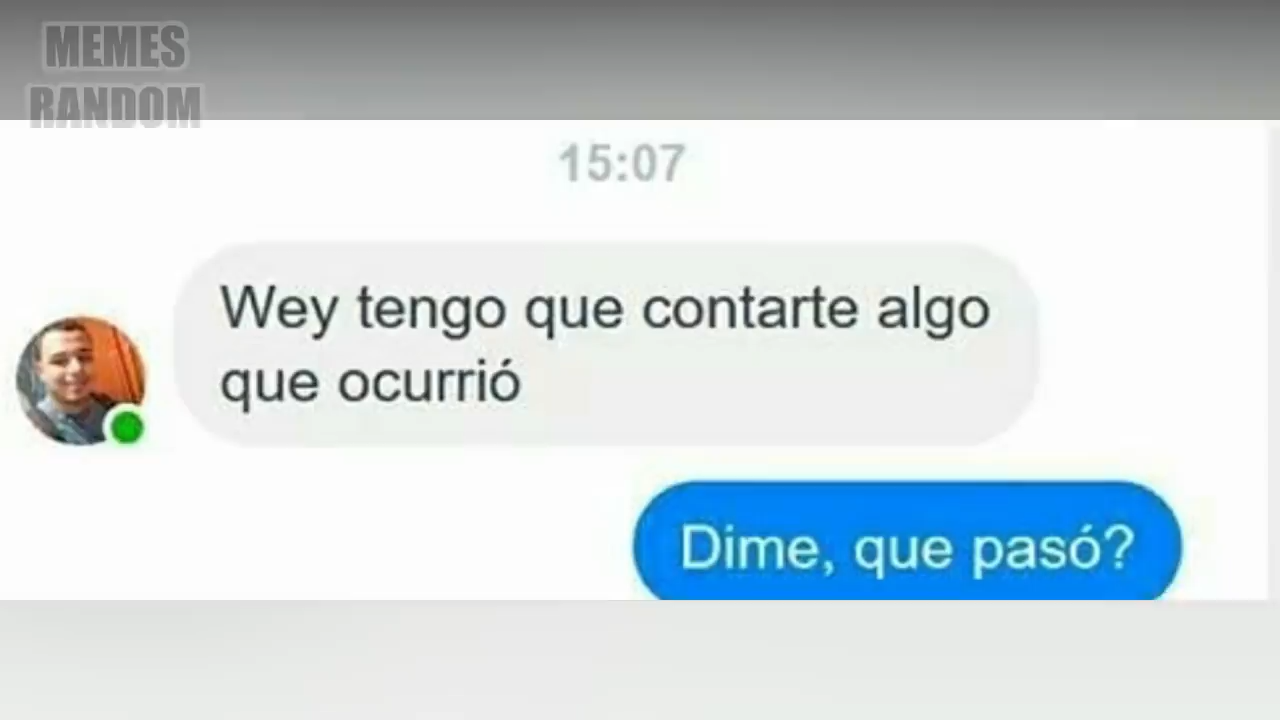 MEMES
RANDOM
15:07
Wey tengo que contarte algo
que ocurrió
Dime, que pasó?